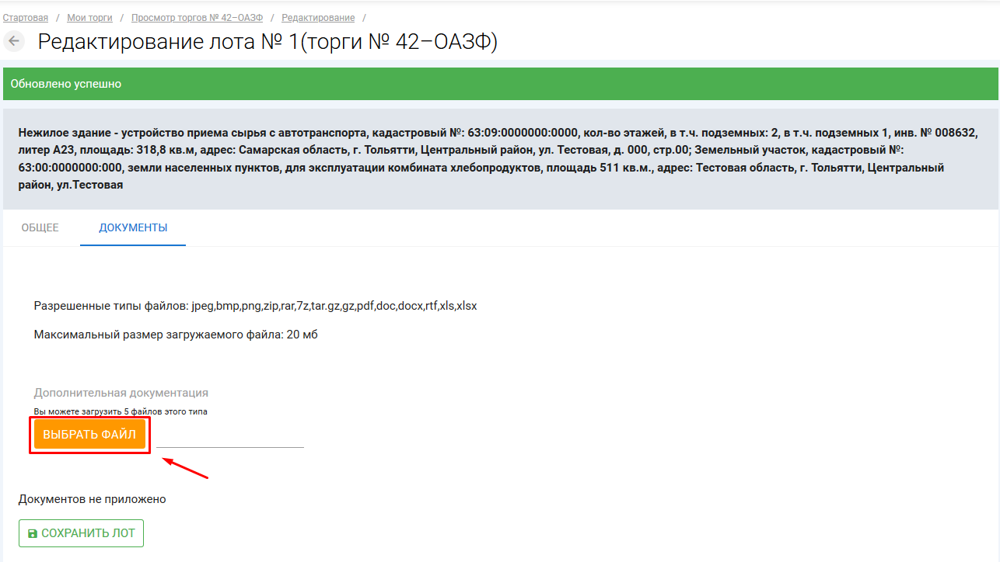 Стартовая / Мои торги / Просмотр торгов № 42–ОАЗФ / Редактирование /
Редактирование лота № 1(торги № 42–ОАЗФ)
Обновлено успешно
Нежилое здание - устройство приема сырья с автотранспорта, кадастровый №: 63:09:0000000:0000, кол-во этажей, в т.ч. подземных: 2, в т.ч. подземных 1, инв. № 008632,
литер А23, площадь: 318,8 кв.м, адрес: Самарская область, г. Тольятти, Центральный район, ул. Тестовая, д. 000, стр.00; Земельный участок, кадастровый №:
63:00:0000000:000, земли населенных пунктов, для эксплуатации комбината хлебопродуктов, площадь 511 кв.м., адрес: Тестовая область, г. Тольятти, Центральный
район, ул.Тестовая
ОБЩЕЕ ДОКУМЕНТЫ
Разрешенные типы файлов: jpeg,bmp,png,zip,rar,7z,tar.gz,gz,pdf,doc,docx,rtf,xls,xlsx
Максимальный размер загружаемого файла: 20 мб
Дополнительная документация
Вы можете загрузить 5 файлов этого типа
ВЫБРАТЬ ФАЙЛ
Документов не приложено
СОХРАНИТЬ ЛОТ